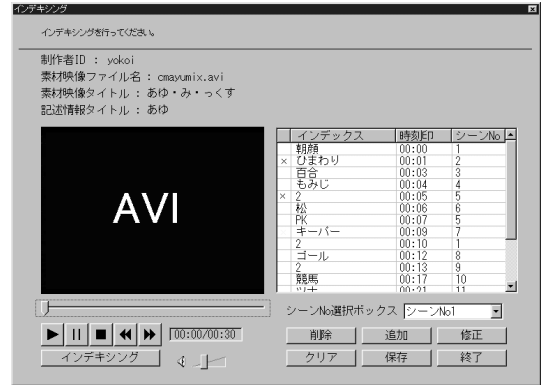 インデキシング
インデキシングを行ってください。
制作者ID : yokoi
素材映像ファイル名 : cmayumix.avi
素材映像タイトル : あゆ・み・っくす
記述情報タイトル : あゆ
AVI
インデックス 時刻印 シーンNo
朝顔 00:00 1
× ひまわり 00:01 2
百合 00:03 3
もみじ 00:04 4
× 2 00:05 5
松 00:06 6
PK 00:07 5
キーパー 00:09 7
2 00:10 1
ゴール 00:12 8
2 00:13 9
競馬 00:17 10
ツナ 00:21 11
シーンNo選択ボックス シーンNo1
00:00/00:30
削除 追加 修正
インデキシング
クリア 保存 終了